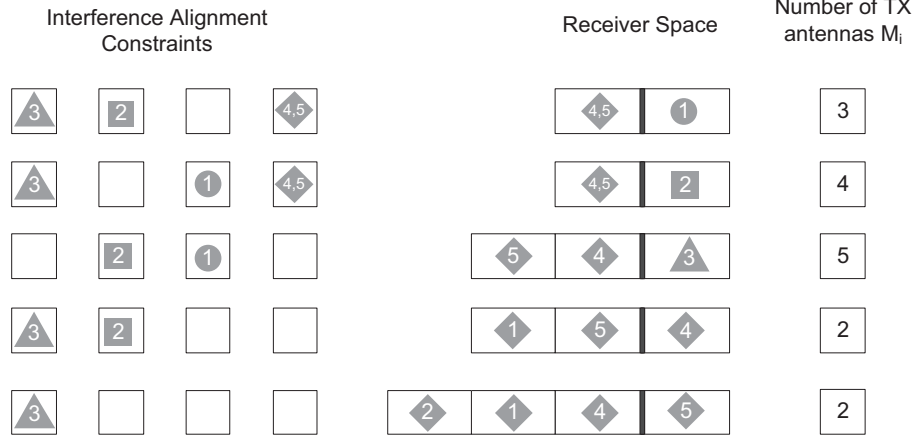 Interference Alignment
Constraints
Receiver Space
Number of TX
antennas Mi
3 2 4,5 4,5 1 3
3 1 4,5 4,5 2 4
2 1 5 4 3 5
3 2 1 5 4 2
3 2 1 4 5 2